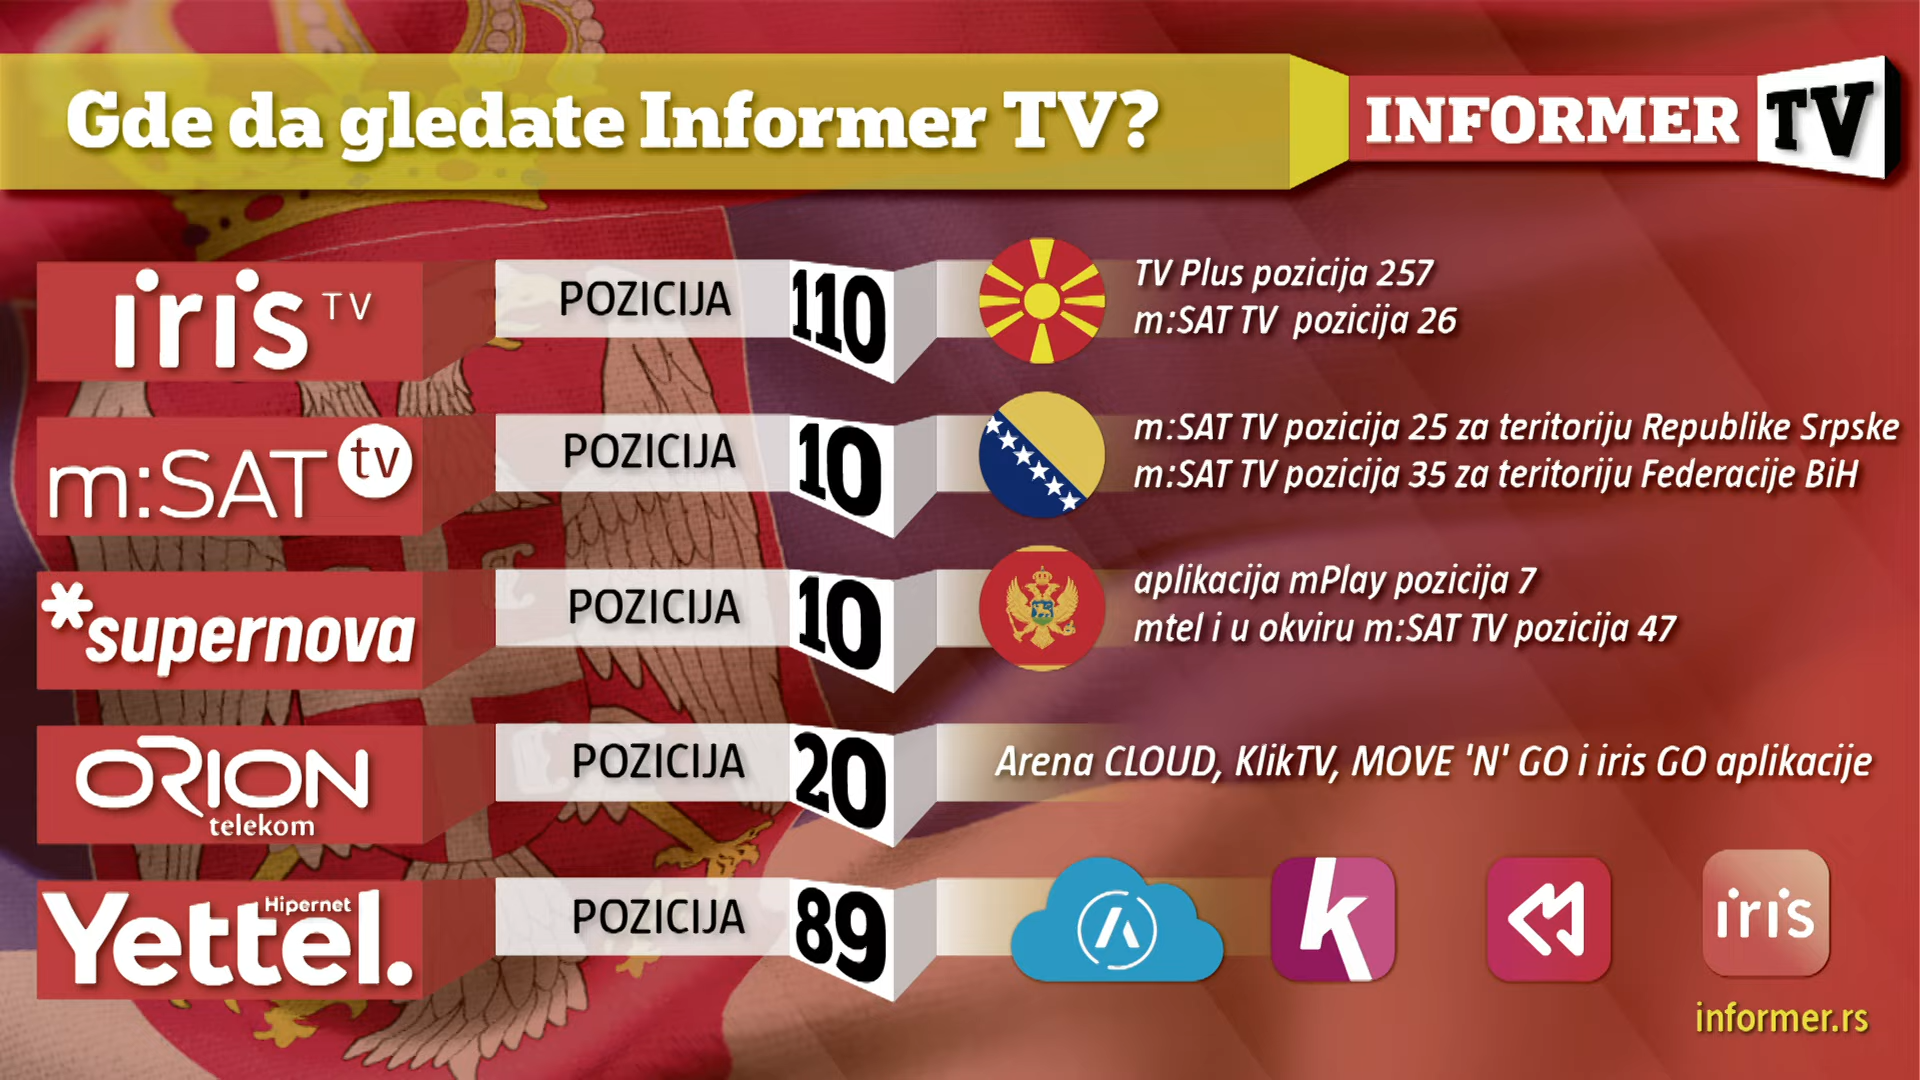 Gde da gledate Informer TV?
INFORMER TV
iris TV
POZICIJA 110
TV Plus pozicija 257
m:SAT TV pozicija 26
m:SAT tv
POZICIJA 10
m:SAT TV pozicija 25 za teritoriju Republike Srpske
m:SAT TV pozicija 35 za teritoriju Federacije BiH
*supernova
POZICIJA 10
aplikacija mPlay pozicija 7
mtel i u okviru m:SAT TV pozicija 47
ORION
telekom
POZICIJA 20
Arena CLOUD, KlikTV, MOVE 'N' GO i iris GO aplikacije
Hipernet
Yettel.
POZICIJA 89
k
iris
informer.rs